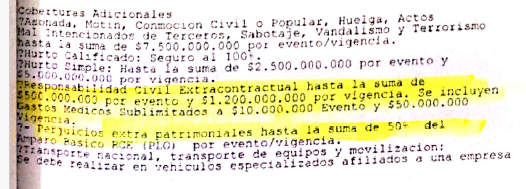 Coberturas Adicionales
?Asonada, Motin, Conmocion Civil o Popular, Huelga, Actos
Mal Intencionados de Terceros, Sabotaje, Vandalismo y Terrorismo
hasta la suma de $7.500.000.000 por evento/vigencia.
?Hurto Calificado: Seguro al 100%.
?Hurto Simple: Hasta la suma de $2.500.000.000 por evento y
$5.000.000.000 por vigencia.
?Responsabilidad Civil Extracontractual hasta la suma de
$500.000.000 por evento y $1.200.000.000 por vigencia. Se incluyen
Gastos Medicos Sublimitados a $10.000.000 Evento y $50.000.000
Vigencia.
?= Perjuicios extra patrimoniales hasta la suma de 50% del
Amparo Basico RCE (PLO) por evento/vigencia.
?Transporte nacional, transporte de equipos y movilizacion:
Se debe realizar en vehiculos especializados afiliados a una empresa